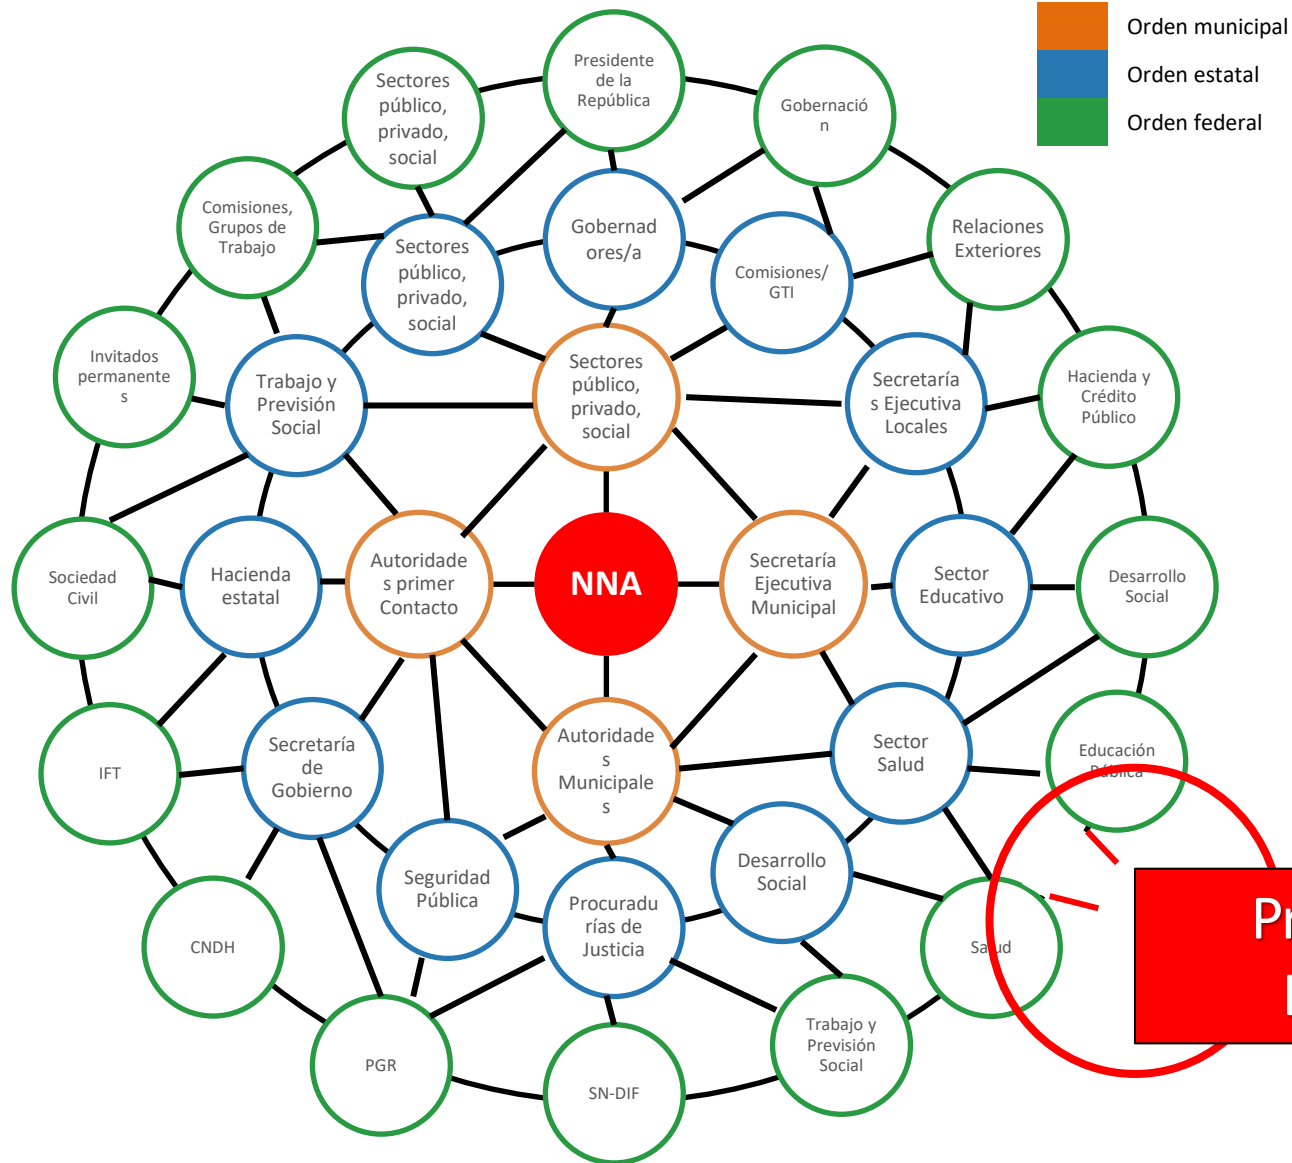 Orden municipal
Orden estatal
Orden federal
Presidente
de la
República
Sectores
público,
privado,
social
Gobernació
n
Comisiones,
Grupos de
Trabajo
Sectores
público,
privado,
social
Gobernad
ores/a
Comisiones/
GTI
Relaciones
Exteriores
Invitados
permanente
s
Trabajo y
Previsión
Social
Sectores
público,
privado,
social
Secretaría
s Ejecutiva
Locales
Hacienda y
Crédito
Público
Sociedad
Civil
Hacienda
estatal
Autoridade
s primer
Contacto
NNA
Secretaría
Ejecutiva
Municipal
Sector
Educativo
Desarrollo
Social
IFT
Secretaría
de
Gobierno
Autoridade
s
Municipale
s
Sector
Salud
Educación
Pública
CNDH
Seguridad
Pública
Procuradu
rías de
Justicia
Desarrollo
Social
Salud
PGR
SN-DIF
Trabajo y
Previsión
Social